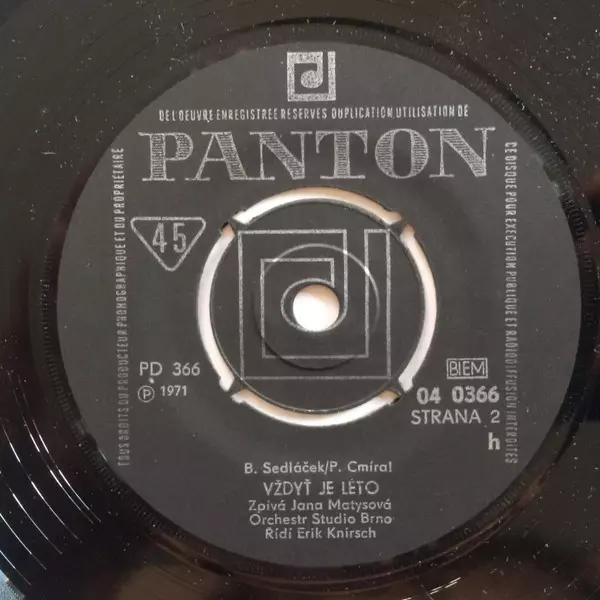 DE L'OEUVRE ENREGISTREE RESERVES DUPLICATION, UTILISATION DE
PANTON
TOUS DROITS DU PRODUCTEUR PHONOGRAPHIQUE ET DU PROPRIÉTAIRE
CE DISQUE POUR EXECUTION PUBLIQUE ET RADIODIFFUSION INTERDITES
45
PD 366
Ⓟ 1971
BIEM
04 0366
STRANA 2
h
B. Sedláček/P. Cmíral
VŽDYŤ JE LÉTO
Zpívá Jana Matysová
Orchestr Studio Brno
Řídí Erik Knirsch